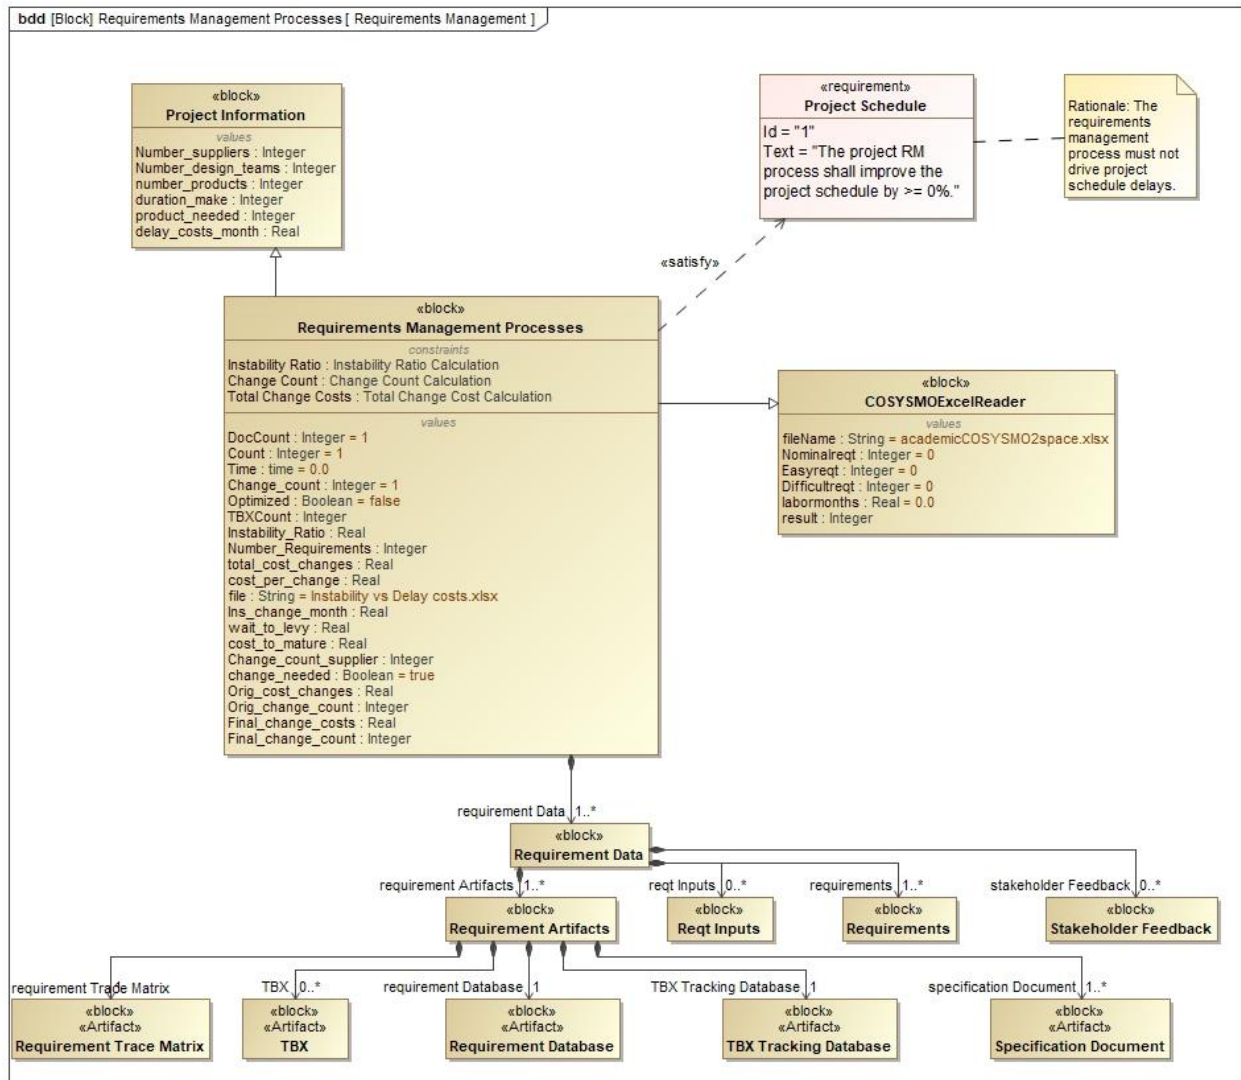 bdd [Block] Requirements Management Processes [ Requirements Management ]
«block»
Project Information
values
Number_suppliers : Integer
Number_design_teams : Integer
number_products : Integer
duration_make : Integer
product_needed : Integer
delay_costs_month : Real
«requirement»
Project Schedule
Id = "1"
Text = "The project RM
process shall improve the
project schedule by >= 0%."
Rationale: The
requirements
management
process must not
drive project
schedule delays.
«satisfy»
«block»
Requirements Management Processes
constraints
Instability Ratio : Instability Ratio Calculation
Change Count : Change Count Calculation
Total Change Costs : Total Change Cost Calculation
values
DocCount : Integer = 1
Count : Integer = 1
Time : time = 0.0
Change_count : Integer = 1
Optimized : Boolean = false
TBXCount : Integer
Instability_Ratio : Real
Number_Requirements : Integer
total_cost_changes : Real
cost_per_change : Real
file : String = Instability vs Delay costs.xlsx
Ins_change_month : Real
wait_to_levy : Real
cost_to_mature : Real
Change_count_supplier : Integer
change_needed : Boolean = true
Orig_cost_changes : Real
Orig_change_count : Integer
Final_change_costs : Real
Final_change_count : Integer
«block»
COSYSMOExcelReader
values
fileName : String = academicCOSYSMO2space.xlsx
Nominalreqt : Integer = 0
Easyreqt : Integer = 0
Difficultreqt : Integer = 0
labormonths : Real = 0.0
result : Integer
requirement Data 1..*
«block»
Requirement Data
requirement Artifacts 1..*
reqt Inputs 0..*
requirements 1..*
stakeholder Feedback 0..*
«block»
Requirement Artifacts
«block»
Reqt Inputs
«block»
Requirements
«block»
Stakeholder Feedback
requirement Trace Matrix
TBX 0..*
requirement Database 1
TBX Tracking Database 1
specification Document 1..*
«block»
«Artifact»
Requirement Trace Matrix
«block»
«Artifact»
TBX
«block»
«Artifact»
Requirement Database
«block»
«Artifact»
TBX Tracking Database
«block»
«Artifact»
Specification Document